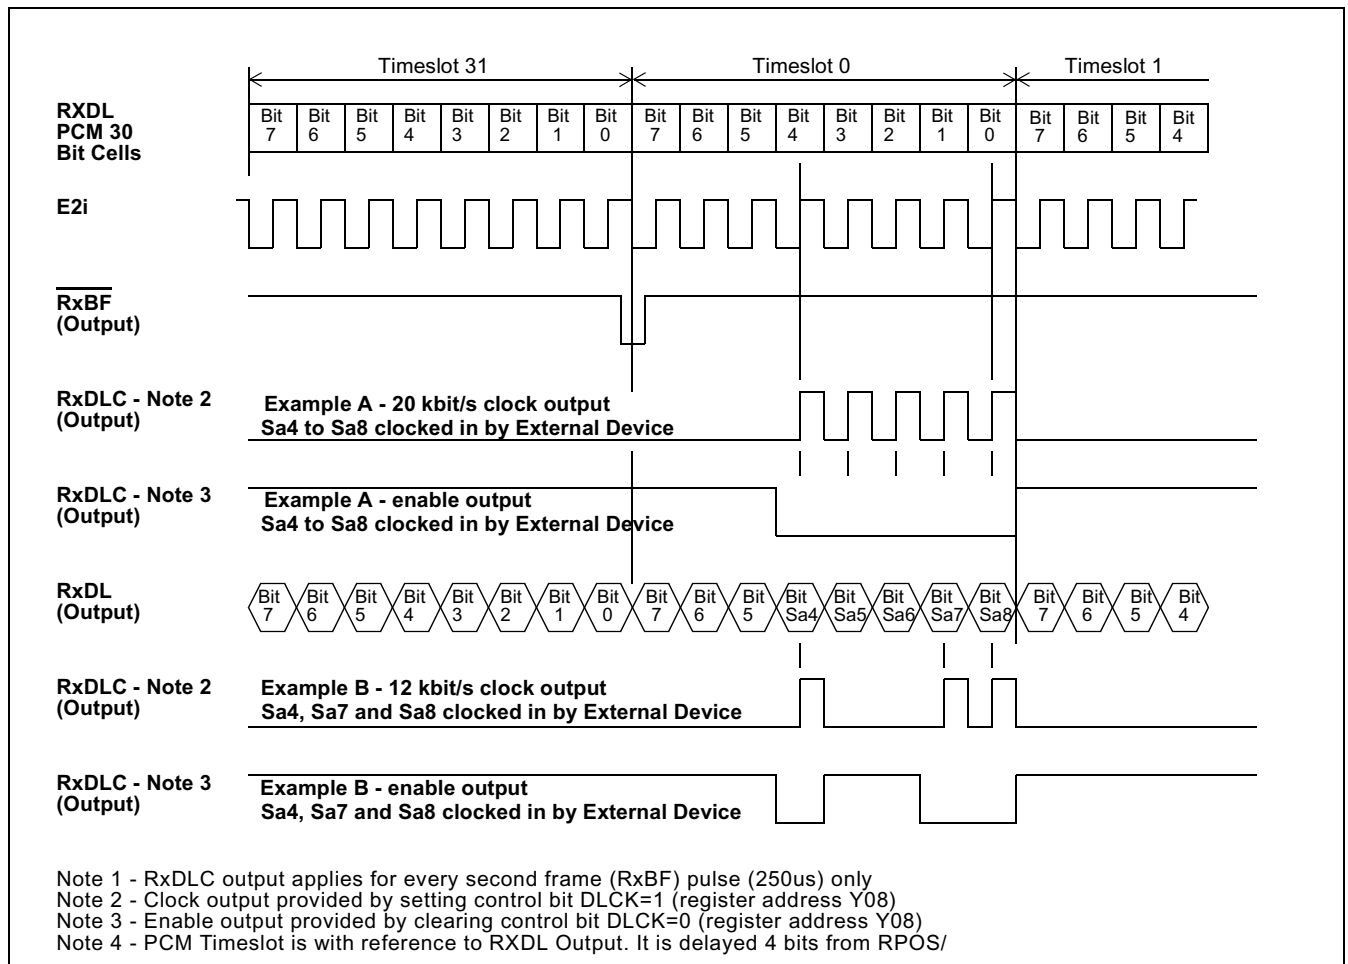 Timeslot 31 Timeslot 0 Timeslot 1
RXDL
PCM 30
Bit Cells
Bit 7 Bit 6 Bit 5 Bit 4 Bit 3 Bit 2 Bit 1 Bit 0 Bit 7 Bit 6 Bit 5 Bit 4 Bit 3 Bit 2 Bit 1 Bit 0 Bit 7 Bit 6 Bit 5 Bit 4
E2i
RxBF
(Output)
RxDLC - Note 2
(Output)
Example A - 20 kbit/s clock output
Sa4 to Sa8 clocked in by External Device
RxDLC - Note 3
(Output)
Example A - enable output
Sa4 to Sa8 clocked in by External Device
RxDL
(Output)
Bit 7 Bit 6 Bit 5 Bit 4 Bit 3 Bit 2 Bit 1 Bit 0 Bit 7 Bit 6 Bit 5 Bit Sa4 Bit Sa5 Bit Sa6 Bit Sa7 Bit Sa8 Bit 7 Bit 6 Bit 5 Bit 4
RxDLC - Note 2
(Output)
Example B - 12 kbit/s clock output
Sa4, Sa7 and Sa8 clocked in by External Device
RxDLC - Note 3
(Output)
Example B - enable output
Sa4, Sa7 and Sa8 clocked in by External Device
Note 1 - RxDLC output applies for every second frame (RxBF) pulse (250us) only
Note 2 - Clock output provided by setting control bit DLCK=1 (register address Y08)
Note 3 - Enable output provided by clearing control bit DLCK=0 (register address Y08)
Note 4 - PCM Timeslot is with reference to RXDL Output. It is delayed 4 bits from RPOS/